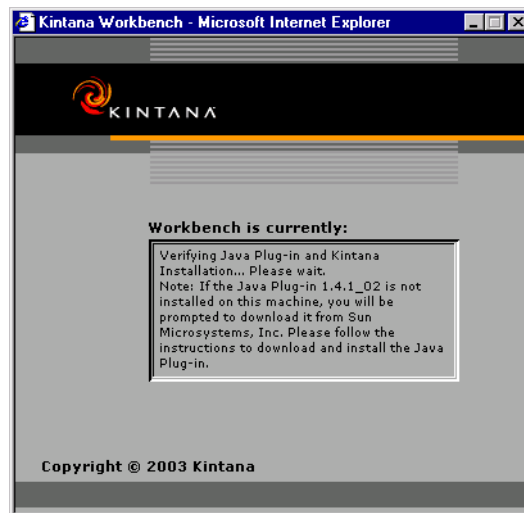 Kintana Workbench - Microsoft Internet Explorer
KINTANA
Workbench is currently:
Verifying Java Plug-in and Kintana
Installation... Please wait.
Note: If the Java Plug-in 1.4.1_02 is not
installed on this machine, you will be
prompted to download it from Sun
Microsystems, Inc. Please follow the
instructions to download and install the Java
Plug-in.
Copyright © 2003 Kintana